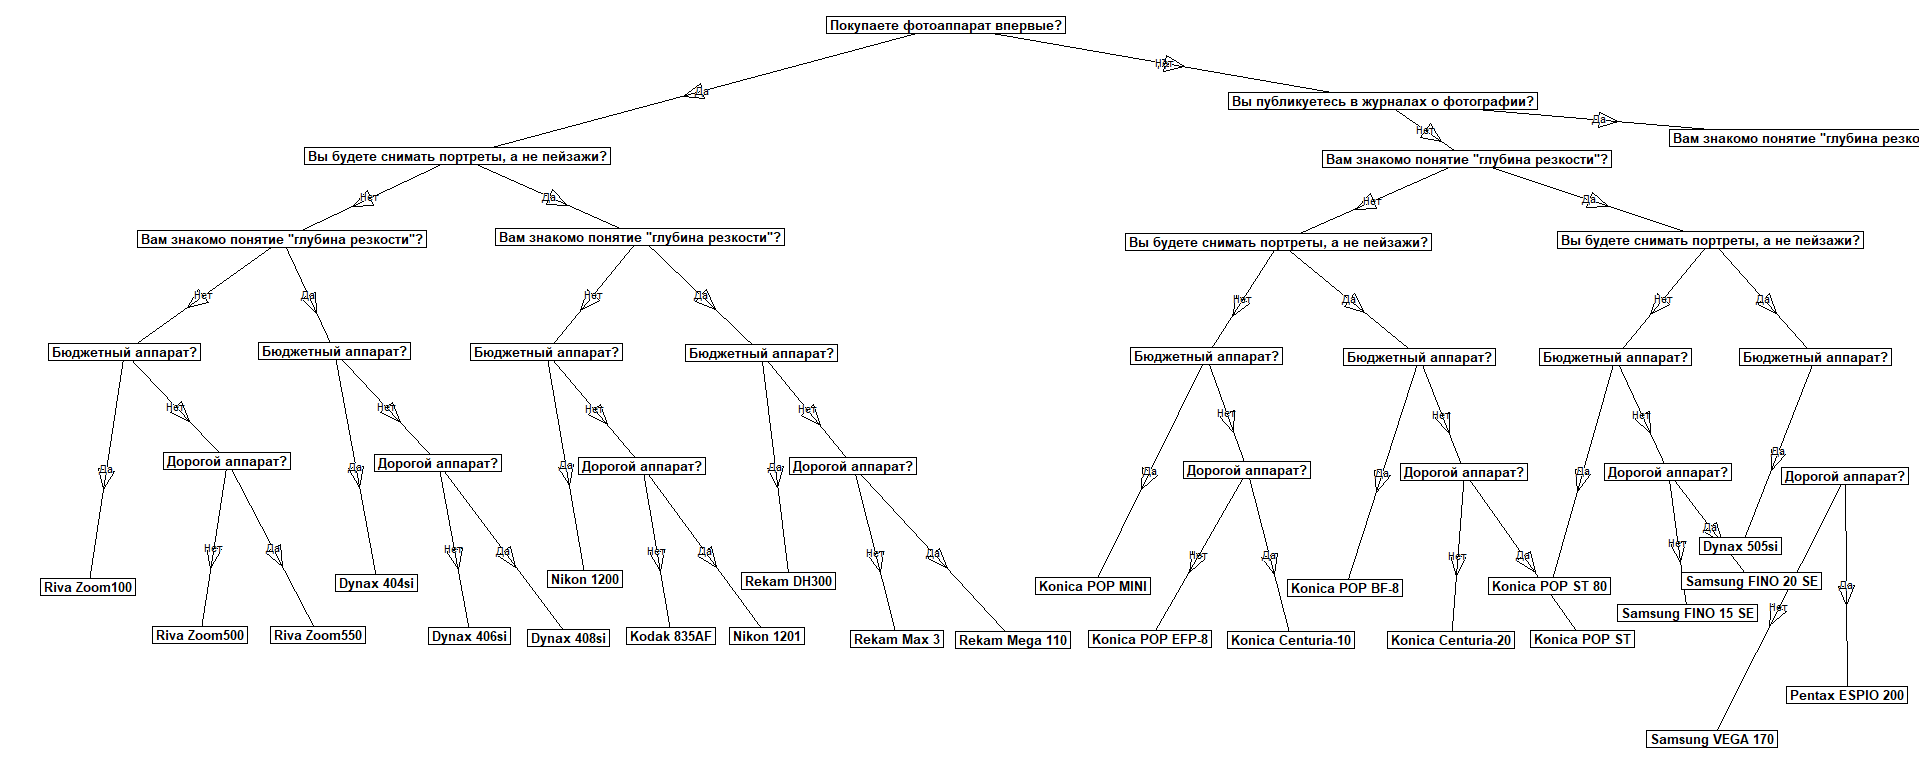 Покупаете фотоаппарат впервые?
Нет
Да
Вы публикуетесь в журналах о фотографии?
Да
Нет
Вам знакомо понятие "глубина резко
Вы будете снимать портреты, а не пейзажи?
Вам знакомо понятие "глубина резкости"?
Нет
Да
Нет
Да
Вам знакомо понятие "глубина резкости"?
Вам знакомо понятие "глубина резкости"?
Вы будете снимать портреты, а не пейзажи?
Вы будете снимать портреты, а не пейзажи?
Нет
Да
Нет
Да
Нет
Да
Нет
Да
Бюджетный аппарат?
Бюджетный аппарат?
Бюджетный аппарат?
Бюджетный аппарат?
Бюджетный аппарат?
Бюджетный аппарат?
Бюджетный аппарат?
Бюджетный аппарат?
Нет
Нет
Нет
Нет
Нет
Нет
Нет
Да
Дорогой аппарат?
Дорогой аппарат?
Дорогой аппарат?
Дорогой аппарат?
Дорогой аппарат?
Дорогой аппарат?
Дорогой аппарат?
Дорогой аппарат?
Да
Да
Да
Да
Да
Да
Да
Нет
Да
Нет
Да
Нет
Да
Нет
Да
Нет
Да
Нет
Да
Нет
Да
Dynax 505si
Riva Zoom100
Dynax 404si
Nikon 1200
Rekam DH300
Konica POP MINI
Konica POP BF-8
Konica POP ST 80
Samsung FINO 20 SE
Нет
Да
Samsung FINO 15 SE
Riva Zoom500
Riva Zoom550
Dynax 406si
Dynax 408si
Kodak 835AF
Nikon 1201
Rekam Max 3
Rekam Mega 110
Konica POP EFP-8
Konica Centuria-10
Konica Centuria-20
Konica POP ST
Pentax ESPIO 200
Samsung VEGA 170